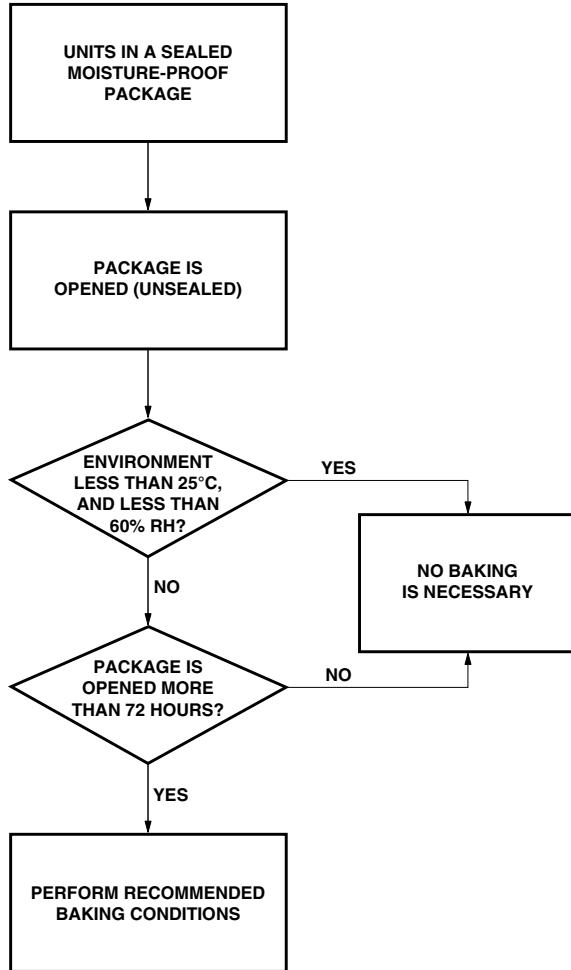 UNITS IN A SEALED
MOISTURE-PROOF
PACKAGE
PACKAGE IS
OPENED (UNSEALED)
ENVIRONMENT
LESS THAN 25°C,
AND LESS THAN
60% RH?
YES
NO BAKING
IS NECESSARY
NO
PACKAGE IS
OPENED MORE
THAN 72 HOURS?
NO
YES
PERFORM RECOMMENDED
BAKING CONDITIONS